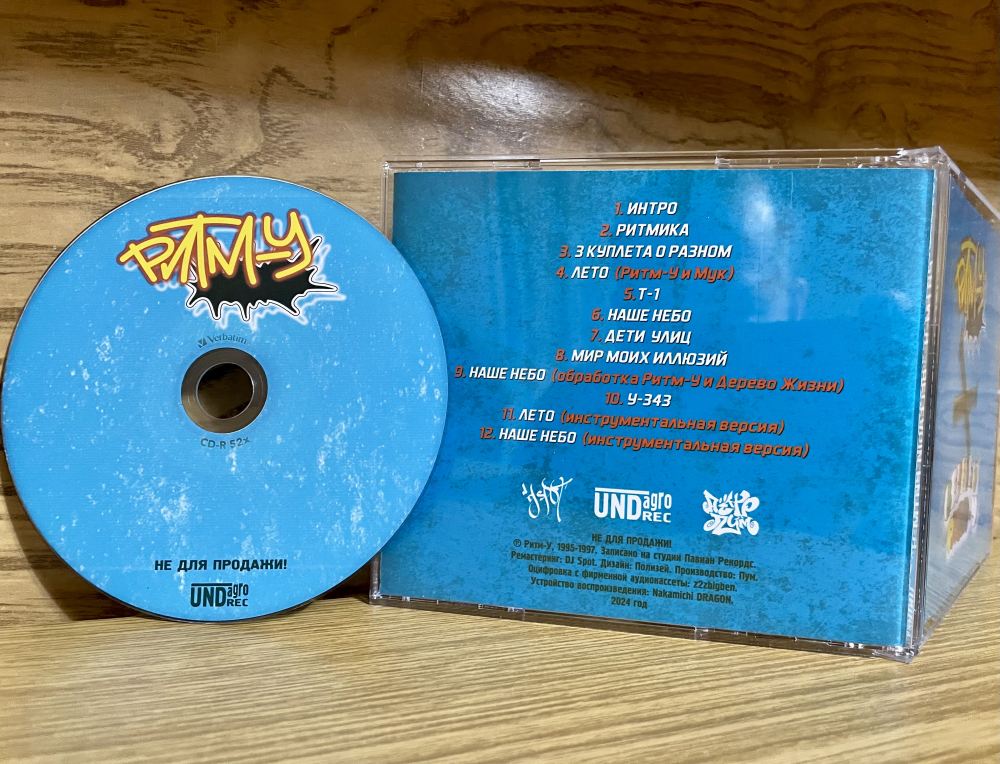 РИТМ-У
Verbatim
CD-R 52x
НЕ ДЛЯ ПРОДАЖИ!
UNDagro
REC
1. ИНТРО
2. РИТМИКА
3. 3 КУПЛЕТА О РАЗНОМ
4. ЛЕТО (Ритм-У и Мук)
5. Т-1
6. НАШЕ НЕБО
7. ДЕТИ УЛИЦ
8. МИР МОИХ ИЛЛЮЗИЙ
9. НАШЕ НЕБО (обработка Ритм-У и Дерево Жизни)
10. У-343
11. ЛЕТО (инструментальная версия)
12. НАШЕ НЕБО (инструментальная версия)
UNDagro
REC
НЕ ДЛЯ ПРОДАЖИ!
℗ Ритм-У, 1995-1997. Записано на студии Павиан Рекордс.
Ремастеринг: DJ Spot. Дизайн: Полизей. Производство: Пум.
Оцифровка с фирменной аудиокассеты: z2zbigben.
Устройство воспроизведения: Nakamichi DRAGON.
2024 год
РИТМ-У